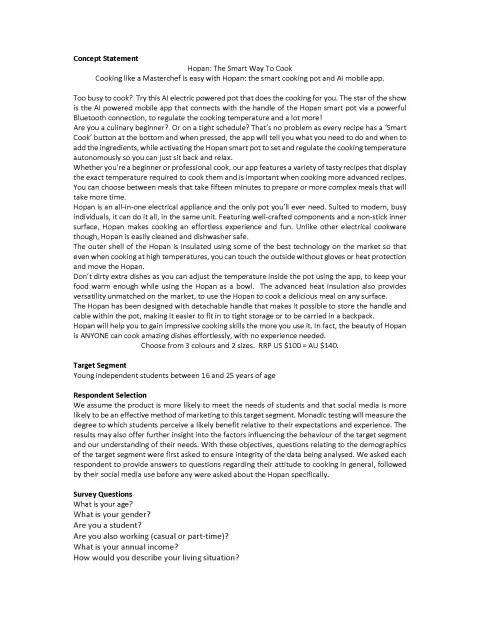 Concept Statement
Hopan: The Smart Way To Cook
Cooking like a Masterchef is easy with Hopan: the smart cooking pot and AI mobile app.
Too busy to cook? Try this AI electric powered pot that does the cooking for you. The star of the show
is the AI powered mobile app that connects with the handle of the Hopan smart pot via a powerful
Bluetooth connection, to regulate the cooking temperature and a lot more!
Are you a culinary beginner? Or on a tight schedule? That's no problem as every recipe has a 'Smart
Cook' button at the bottom and when pressed, the app will tell you what you need to do and when to
add the ingredients, while activating the Hopan smart pot to set and regulate the cooking temperature
autonomously so you can just sit back and relax.
Whether you're a beginner or professional cook, our app features a variety of tasty recipes that display
the exact temperature required to cook them and is important when cooking more advanced recipes.
You can choose between meals that take fifteen minutes to prepare or more complex meals that will
take more time.
Hopan is an all-in-one electrical appliance and the only pot you'll ever need. Suited to modern, busy
individuals, it can do it all, in the same unit. Featuring well-crafted components and a non-stick inner
surface, Hopan makes cooking an effortless experience and fun. Unlike other electrical cookware
though, Hopan is easily cleaned and dishwasher safe.
The outer shell of the Hopan is insulated using some of the best technology on the market so that
even when cooking at high temperatures, you can touch the outside without gloves or heat protection
and move the Hopan.
Don't dirty extra dishes as you can adjust the temperature inside the pot using the app, to keep your
food warm enough while using the Hopan as a bowl. The advanced heat insulation also provides
versatility unmatched on the market, to use the Hopan to cook a delicious meal on any surface.
The Hopan has been designed with detachable handle that makes it possible to store the handle and
cable within the pot, making it easier to fit in to tight storage or to be carried in a backpack.
Hopan will help you to gain impressive cooking skills the more you use it. In fact, the beauty of Hopan
is ANYONE can cook amazing dishes effortlessly, with no experience needed.
Choose from 3 colours and 2 sizes. RRP US $100 = AU $140.
Target Segment
Young independent students between 16 and 25 years of age
Respondent Selection
We assume the product is more likely to meet the needs of students and that social media is more
likely to be an effective method of marketing to this target segment. Monadic testing will measure the
degree to which students perceive a likely benefit relative to their expectations and experience. The
results may also offer further insight into the factors influencing the behaviour of the target segment
and our understanding of their needs. With these objectives, questions relating to the demographics
of the target segment were first asked to ensure integrity of the data being analysed. We asked each
respondent to provide answers to questions regarding their attitude to cooking in general, followed
by their social media use before any were asked about the Hopan specifically.
Survey Questions
What is your age?
What is your gender?
Are you a student?
Are you also working (casual or part-time)?
What is your annual income?
How would you describe your living situation?